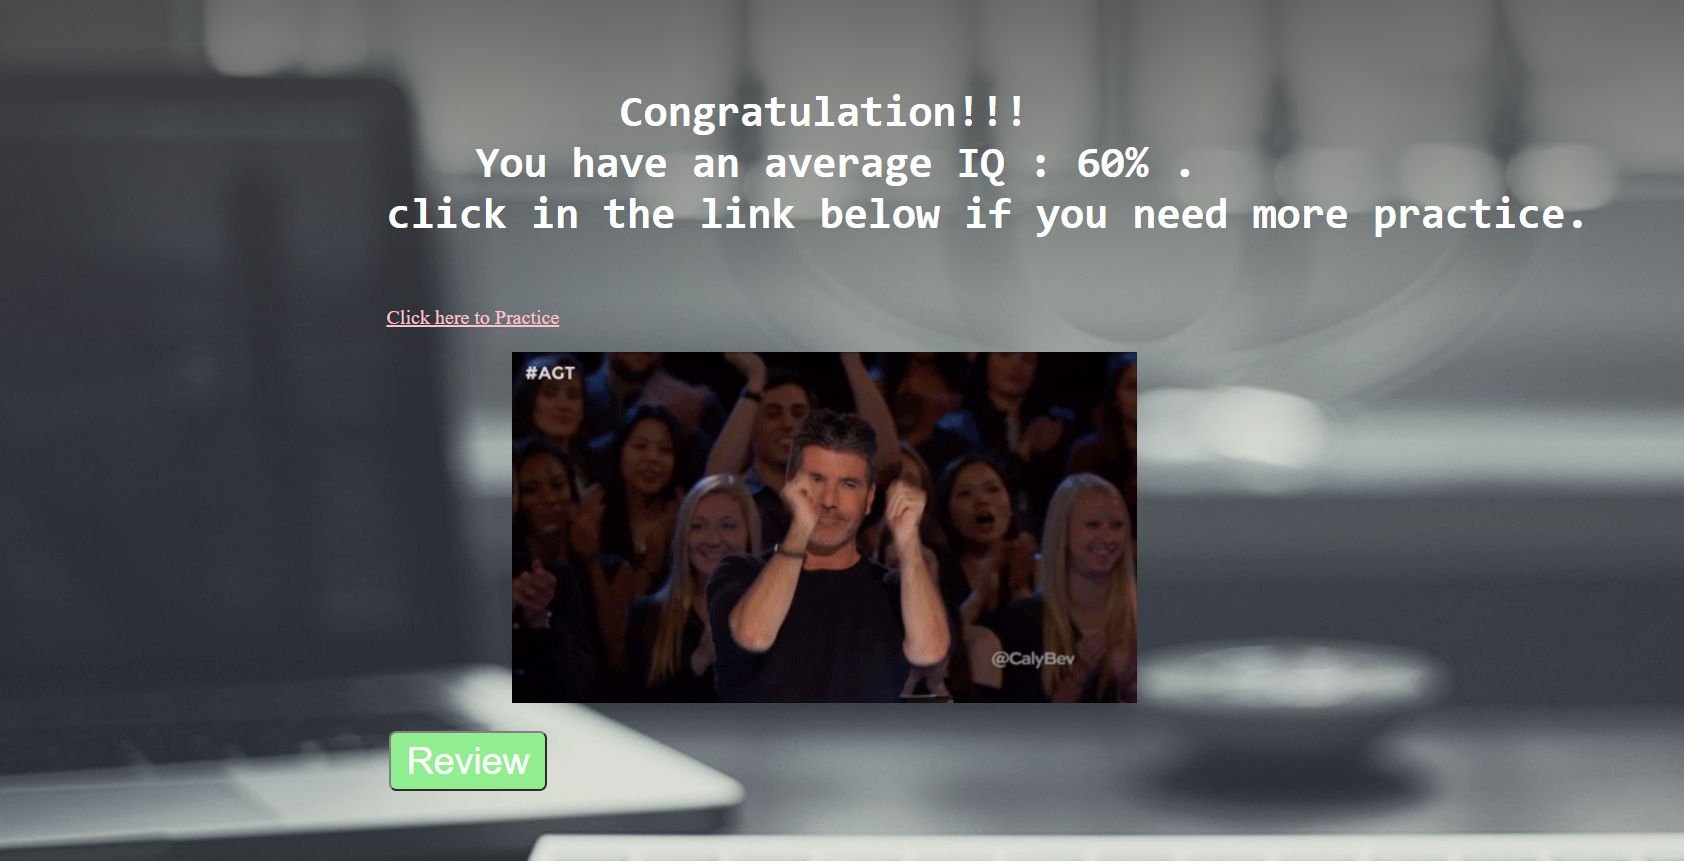 Congratulation!!!
You have an average IQ : 60% .
click in the link below if you need more practice.
Click here to Practice
#AGT
@CalyBev
Review